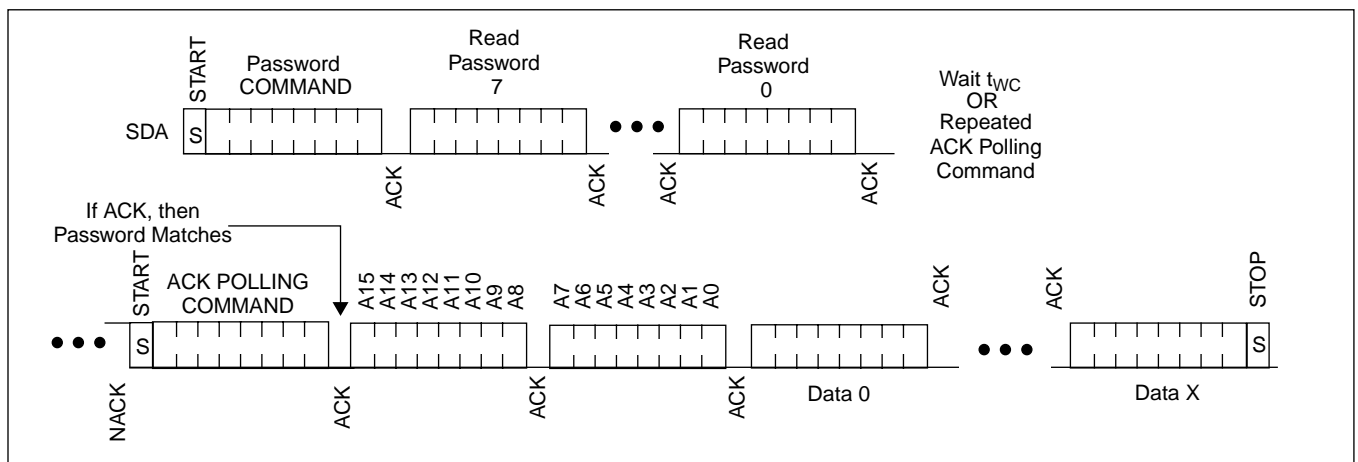 START
Password
COMMAND
Read
Password
7
Read
Password
0
Wait tWC
OR
Repeated
ACK Polling
Command
SDA
S
ACK
ACK
ACK
ACK
If ACK, then
Password Matches
START
ACK POLLING
COMMAND
A15
A14
A13
A12
A11
A10
A9
A8
A7
A6
A5
A4
A3
A2
A1
A0
ACK
ACK
STOP
S
S
NACK
ACK
ACK
ACK
Data 0
Data X